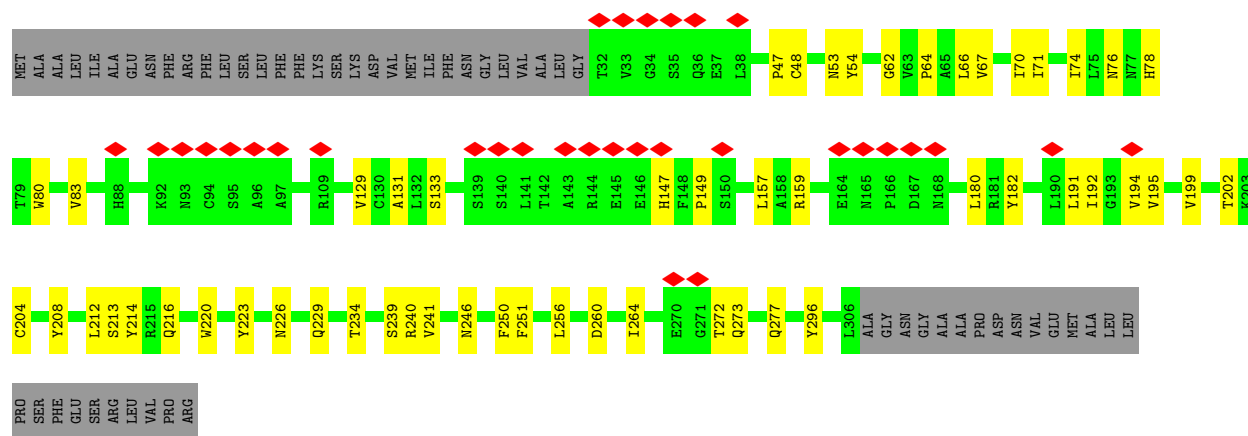 MET ALA ALA LEU ILE ALA GLU ASN PHE ARG PHE LEU SER LEU PHE PHE LYS SER LYS ASP VAL MET ILE PHE ASN GLY LEU VAL ALA LEU GLY T32 V33 G34 S35 Q36 E37 L38 P47 C48 N53 Y54 G62 V63 P64 A65 L66 V67 I70 I71 I74 L75 N76 N77 H78
T79 W80 V83 H88 K92 N93 C94 S95 A96 A97 R109 V129 C130 A131 L132 S133 S139 S140 L141 T142 A143 R144 E145 E146 H147 F148 P149 S150 L157 A158 R159 E164 N165 P166 D167 N168 L180 R181 Y182 L190 L191 I192 G193 V194 V195 V199 T202 K203
C204 Y208 L212 S213 Y214 R215 Q216 W220 Y223 N226 Q229 T234 S239 R240 V241 N246 F250 F251 L256 D260 I264 E270 G271 T272 Q273 Q277 Y296 L306 ALA GLY ASN GLY ALA ALA PRO ASP ASN VAL GLU MET ALA LEU LEU
PRO SER PHE GLU SER ARG LEU VAL PRO ARG